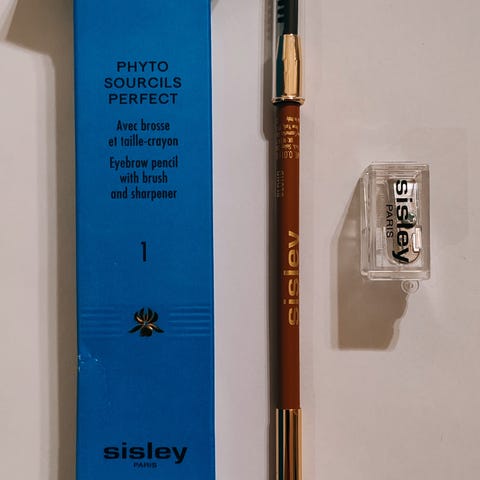 PHYTO
SOURCILS
PERFECT
Avec brosse
et taille-crayon
Eyebrow pencil
with brush
and sharpener
1
sisley
PARIS
sisley
sisley
PARIS